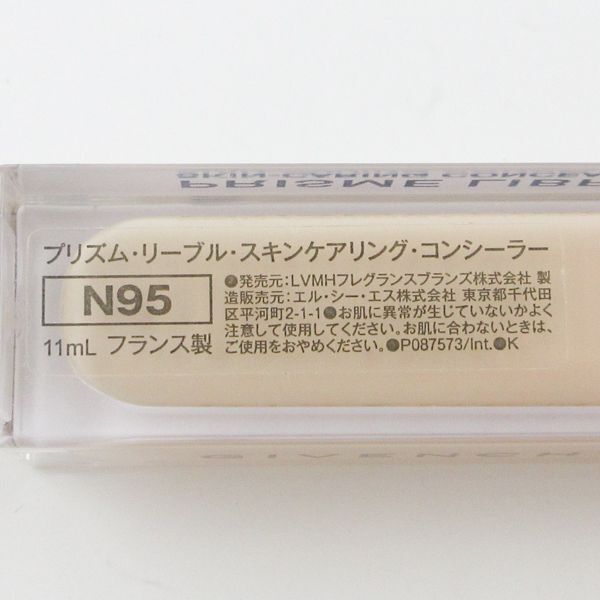 SKIN-CARING CONCEA
PRISME LIBR
プリズム・リーブル・スキンケアリング・コンシーラー
N95
11mL フランス製
●発売元:LVMHフレグランスブランズ株式会社 製
造販売元:エル・シー・エス株式会社 東京都千代田
区平河町2-1-1●お肌に異常が生じていないかよく
注意して使用してください。お肌に合わないときは、
ご使用をおやめください。●P087573/Int.●K
GIVENCH